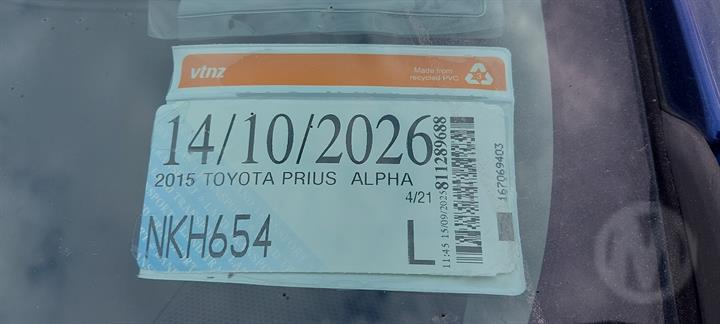 vtnz
Made from
recycled PVC
3
14/10/2026
2015 TOYOTA PRIUS ALPHA
4/21
NKH654
L
11:45 15/09/2025
811289688
167069403